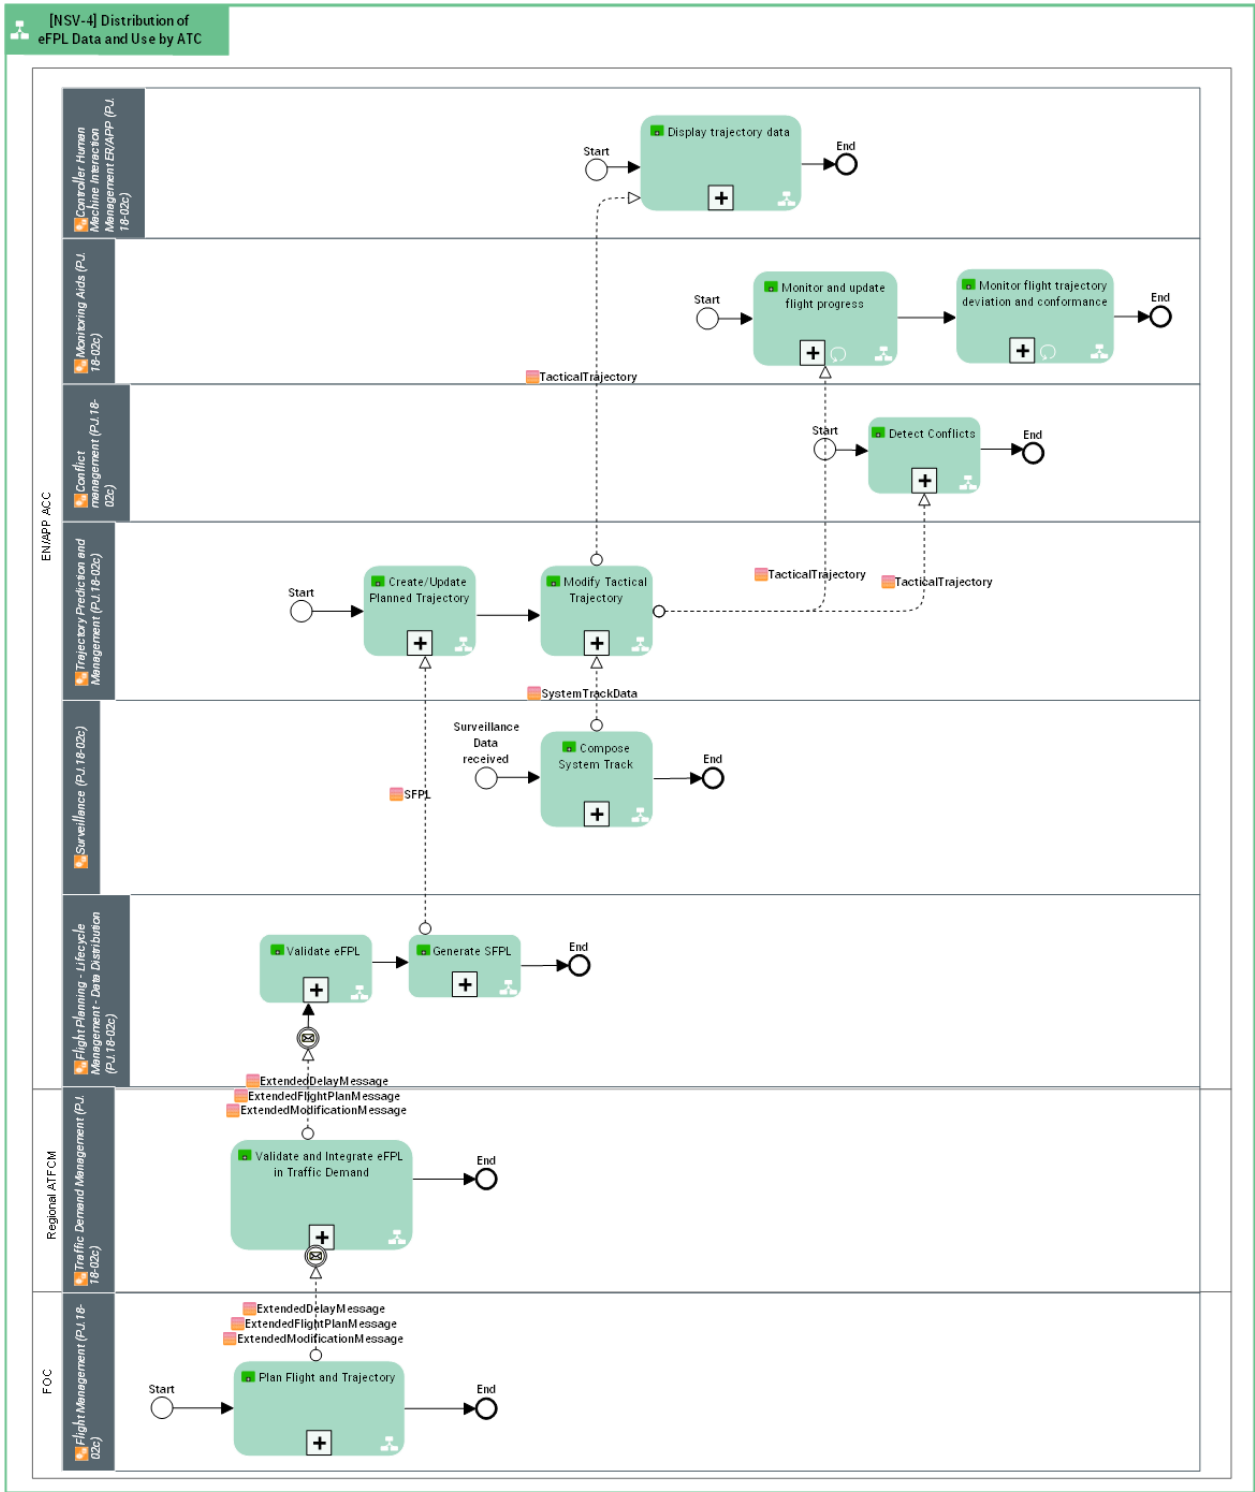 [NSV-4] Distribution of
eFPL Data and Use by ATC
EN/APP ACC
Controller Human
Machine Interaction
Management ER/APP (PJ.
18-02c)
Start
Display trajectory data
End
Monitoring Aids (PJ.
18-02c)
Start
Monitor and update
flight progress
Monitor flight trajectory
deviation and conformance
End
TacticalTrajectory
Conflict
management (PJ.18-
02c)
Start
Detect Conflicts
End
Trajectory Prediction and
Management (PJ.18-02c)
Start
Create/Update
Planned Trajectory
Modify Tactical
Trajectory
TacticalTrajectory
TacticalTrajectory
SystemTrackData
Surveillance (PJ.18-02c)
Surveillance
Data
received
Compose
System Track
End
SFPL
Flight Planning - Lifecycle
Management - Data Distribution
(PJ.18-02c)
Validate eFPL
Generate SFPL
End
ExtendedDelayMessage
ExtendedFlightPlanMessage
ExtendedModificationMessage
Regional ATFCM
Traffic Demand Management (PJ.
18-02c)
Validate and Integrate eFPL
in Traffic Demand
End
ExtendedDelayMessage
ExtendedFlightPlanMessage
ExtendedModificationMessage
FOC
Flight Management (PJ.18-
02c)
Start
Plan Flight and Trajectory
End